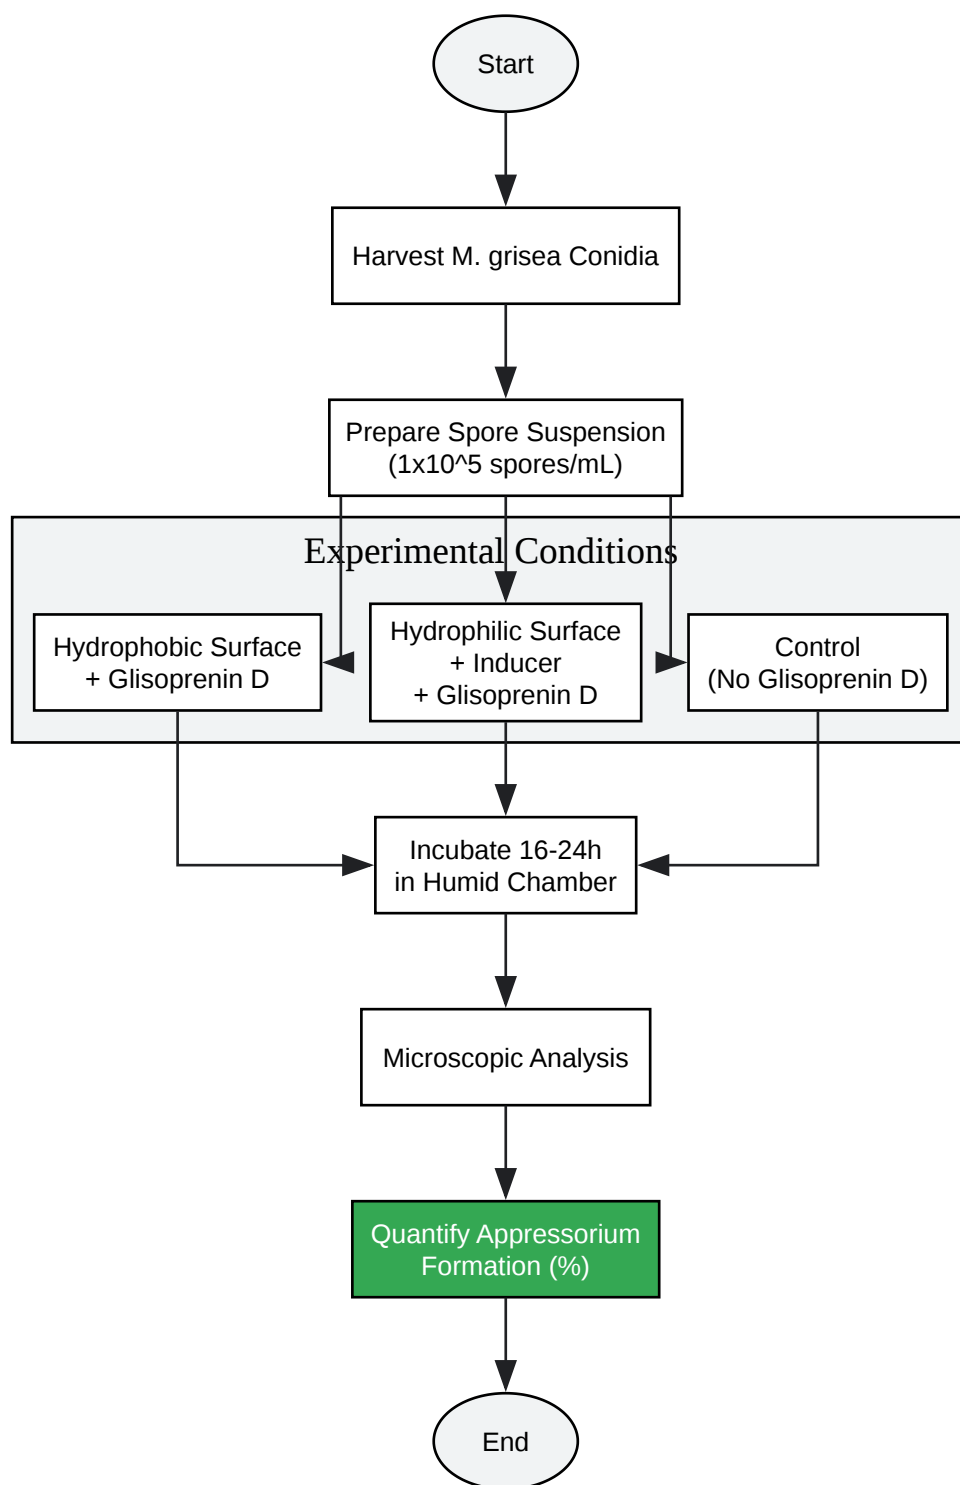 Start
Harvest M. grisea Conidia
Prepare Spore Suspension
(1x10^5 spores/mL)
Experimental Conditions
Hydrophobic Surface
+ Glisoprenin D
Hydrophilic Surface
+ Inducer
+ Glisoprenin D
Control
(No Glisoprenin D)
Incubate 16-24h
in Humid Chamber
Microscopic Analysis
Quantify Appressorium
Formation (%)
End